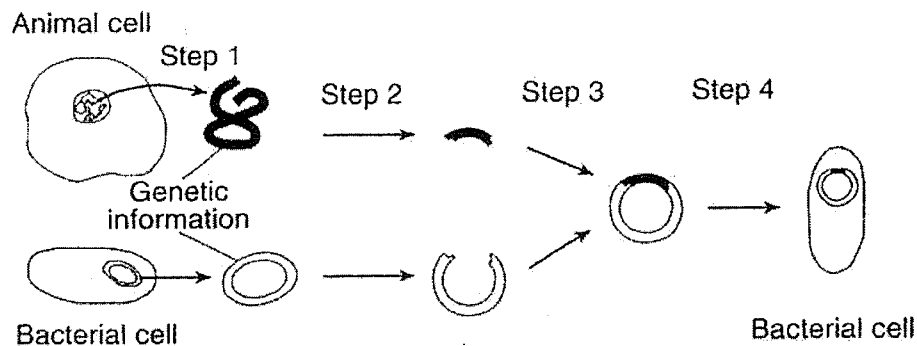 Animal cell
Step 1
Step 2
Step 3
Step 4
Genetic
information
Bacterial cell
Bacterial cell